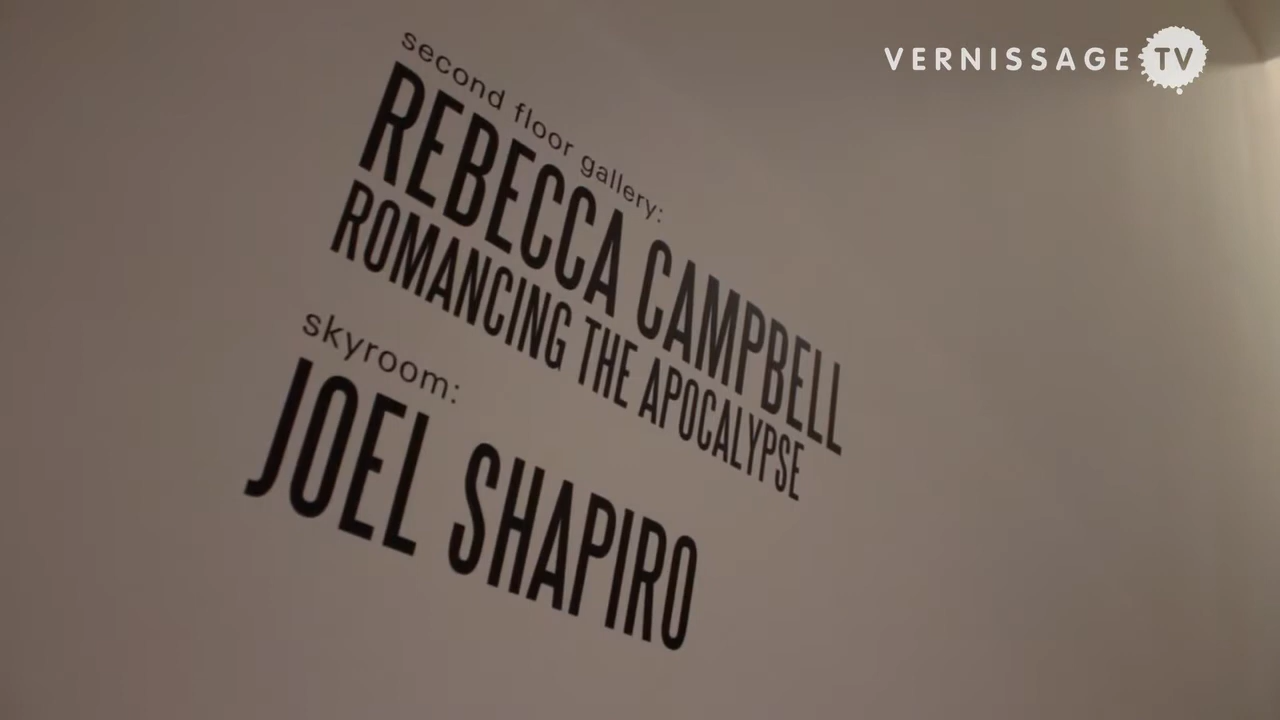 VERNISSAGE TV
second floor gallery:
REBECCA CAMPBELL
ROMANCING THE APOCALYPSE
skyroom:
JOEL SHAPIRO